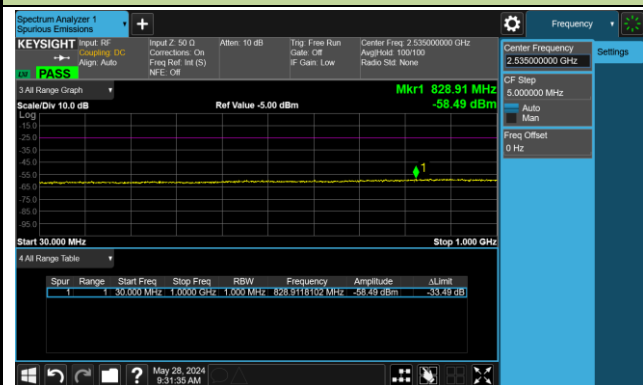 Spectrum Analyzer 1
Spurious Emissions
Frequency
KEYSIGHT
Input: RF
Coupling: DC
Align: Auto
Input Z: 50 Ω
Corrections: On
Freq Ref: Int (S)
NFE: Off
Atten: 10 dB
Trig: Free Run
Gate: Off
IF Gain: Low
Center Freq: 2.535000000 GHz
Avg|Hold: 100/100
Radio Std: None
PASS
Center Frequency
2.535000000 GHz
Settings
CF Step
5.000000 MHz
Auto
Man
Freq Offset
0 Hz
3 All Range Graph
Mkr1 828.91 MHz
Scale/Div 10.0 dB
Ref Value -5.00 dBm
-58.49 dBm
Log
-15.0
-25.0
-35.0
-45.0
-55.0
-65.0
-75.0
-85.0
-95.0
1
Start 30.000 MHz
Stop 1.000 GHz
4 All Range Table
Spur Range Start Freq Stop Freq RBW Frequency Amplitude ΔLimit
1 1 30.000 MHz 1.0000 GHz 1.000 MHz 828.9118102 MHz -58.49 dBm -33.49 dB
?
May 28, 2024
9:31:35 AM